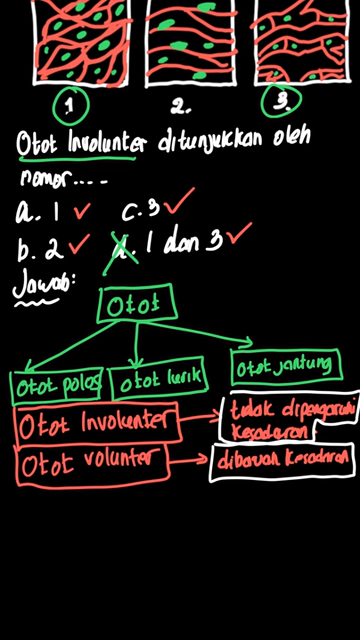 1 2. 3.
Otot Involunter ditunjukkan oleh
nomor....
a. 1 c. 3
b. 2 d. 1 dan 3
Jawab:
Otot
Otot polos otot lurik Otot jantung
Otot Involunter tidak dipengaruhi
kesadaran
Otot volunter dibawah kesadaran